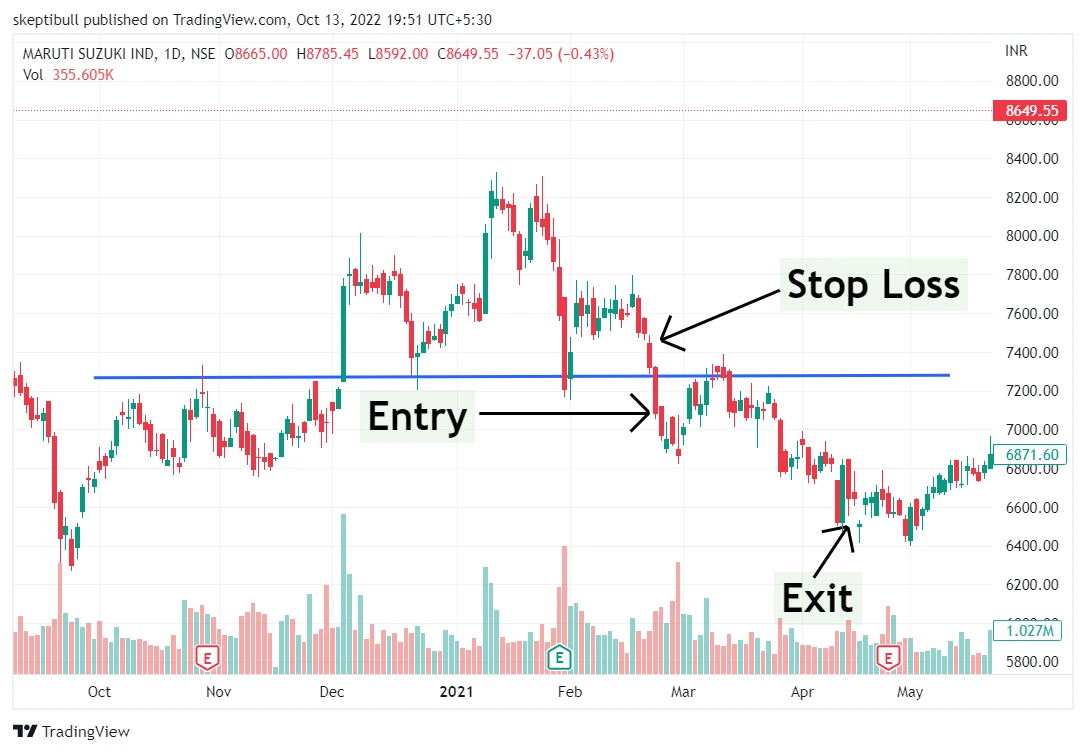 skeptibull published on TradingView.com, Oct 13, 2022 19:51 UTC+5:30
MARUTI SUZUKI IND, 1D, NSE O8665.00 H8785.45 L8592.00 C8649.55 −37.05 (−0.43%)
INR
Vol 355.605K
8800.00
8649.55
8600.00
8400.00
8200.00
8000.00
7800.00
Stop Loss
7600.00
7400.00
7200.00
Entry
7000.00
6871.60
6800.00
6600.00
6400.00
Exit
6200.00
1.027M
E E E
5800.00
Oct Nov Dec 2021 Feb Mar Apr May
TradingView